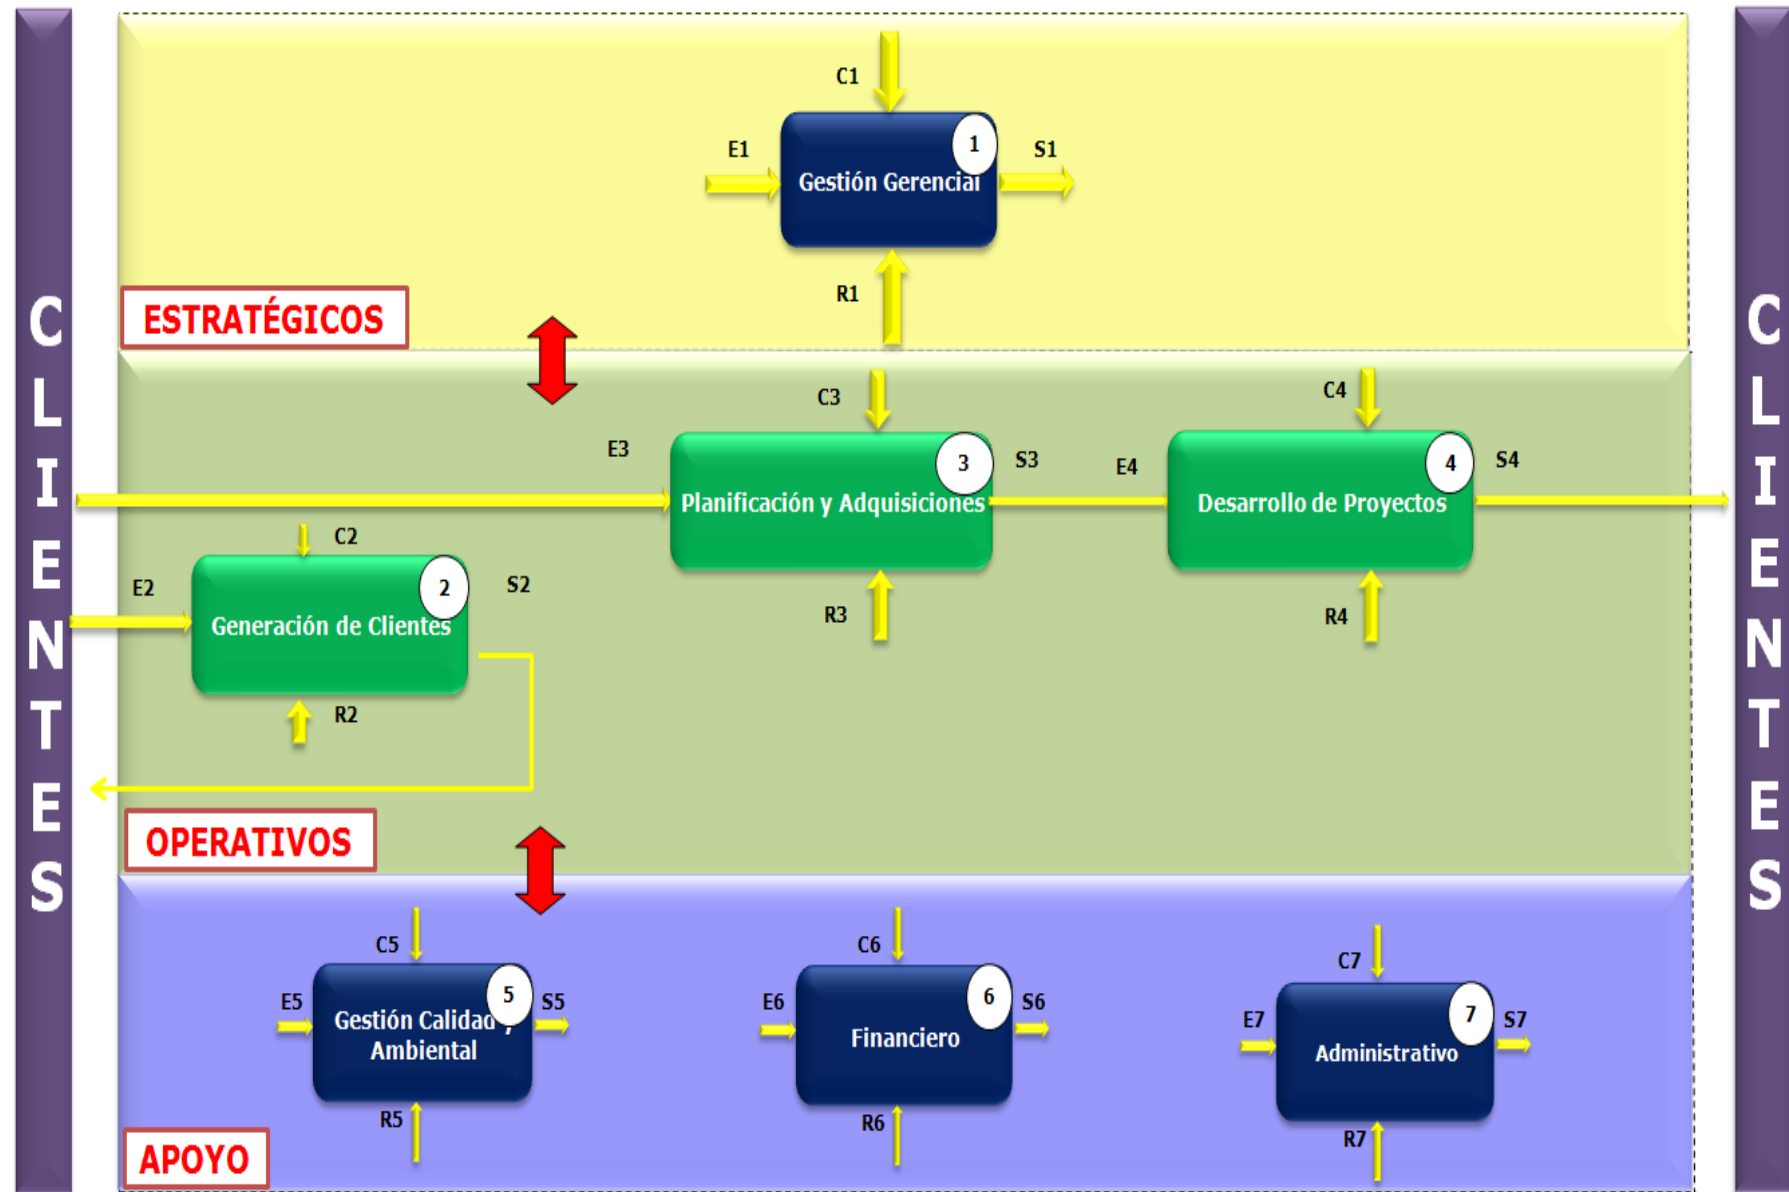 CLIENTES
C1
E1
1
S1
Gestión Gerencial
R1
ESTRATÉGICOS
C3
C4
E3
3
S3
E4
4
S4
Planificación y Adquisiciones
Desarrollo de Proyectos
C2
E2
2
S2
Generación de Clientes
R3
R4
R2
OPERATIVOS
C5
C6
C7
E5
5
S5
E6
6
S6
E7
7
S7
Gestión Calidad y
Ambiental
Financiero
Administrativo
R5
R6
R7
APOYO
CLIENTES